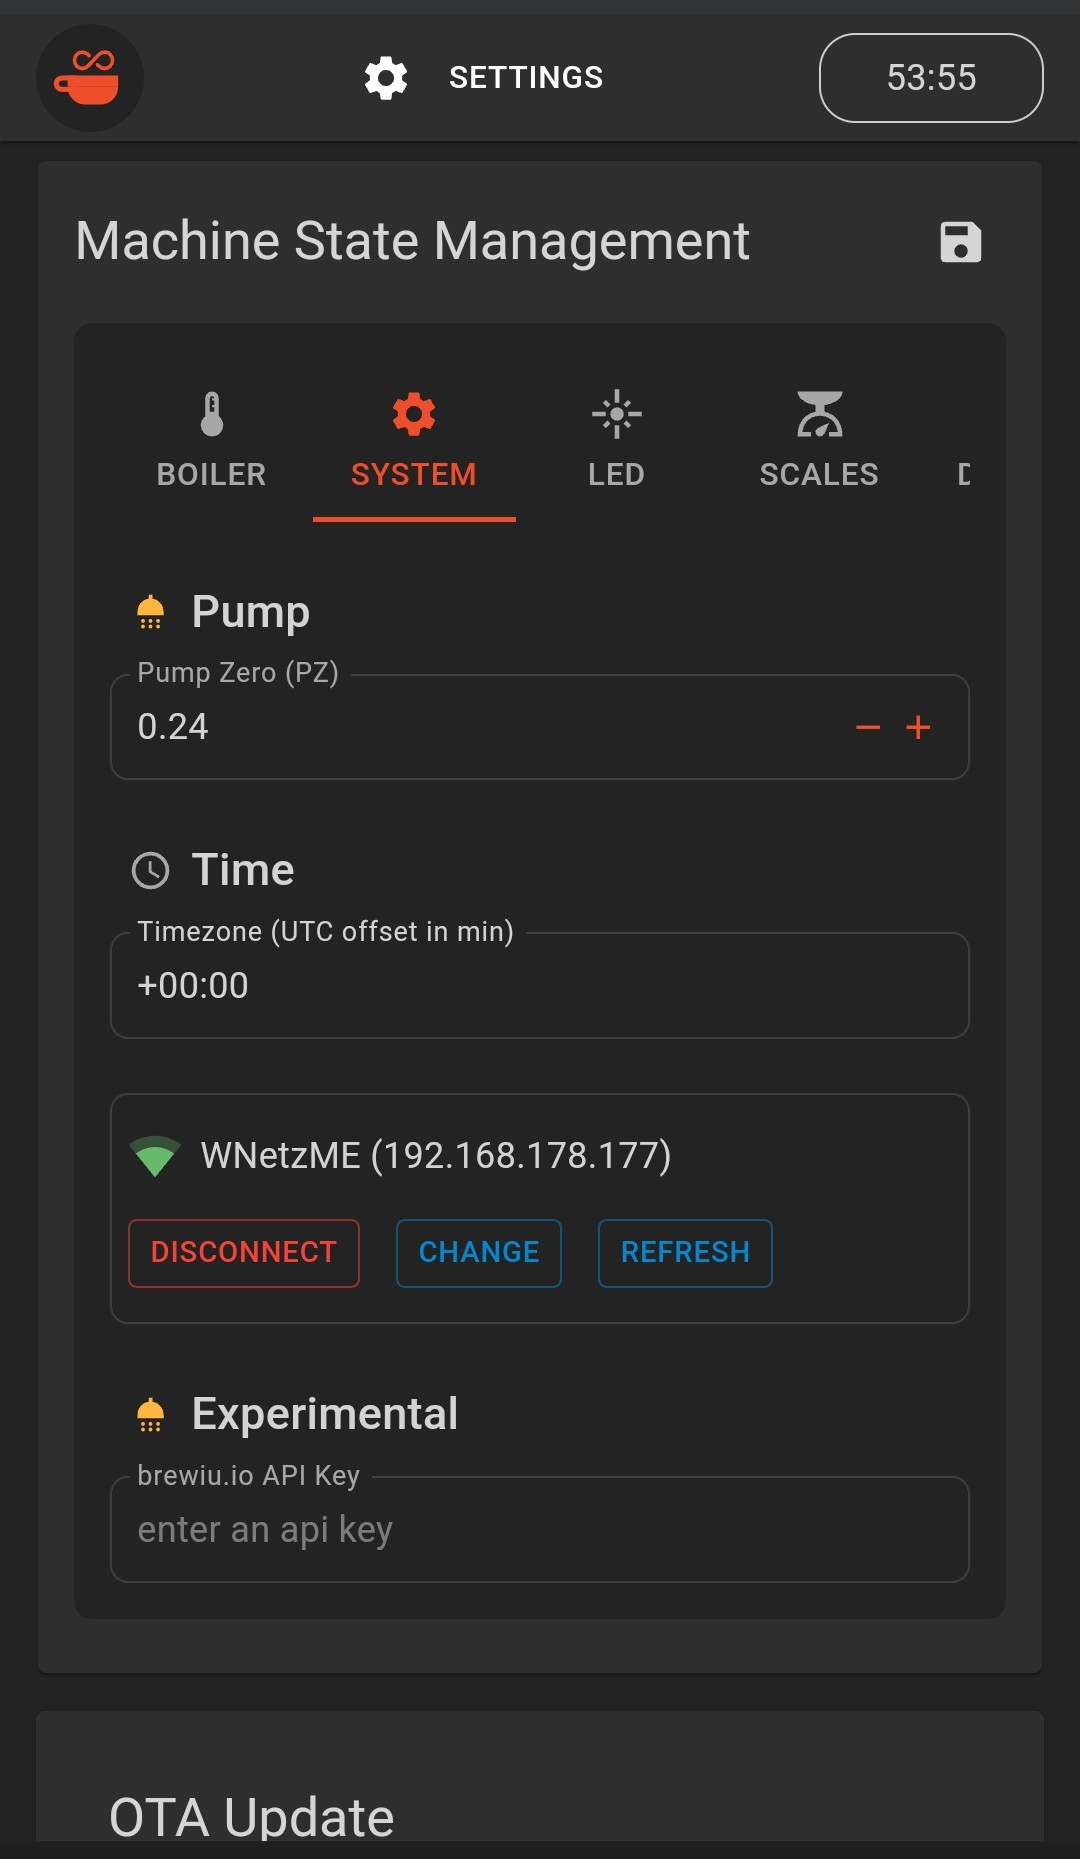 SETTINGS
53:55
Machine State Management
BOILER
SYSTEM
LED
SCALES
Pump
Pump Zero (PZ)
0.24
Time
Timezone (UTC offset in min)
+00:00
WNetzME (192.168.178.177)
DISCONNECT
CHANGE
REFRESH
Experimental
brewiu.io API Key
enter an api key
OTA Update